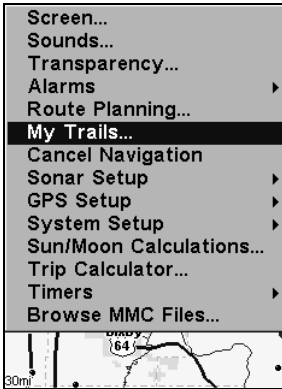 Screen...
Sounds...
Transparency...
Alarms
Route Planning...
My Trails...
Cancel Navigation
Sonar Setup
GPS Setup
System Setup
Sun/Moon Calculations...
Trip Calculator...
Timers
Browse MMC Files...
Bixby
64
30mi